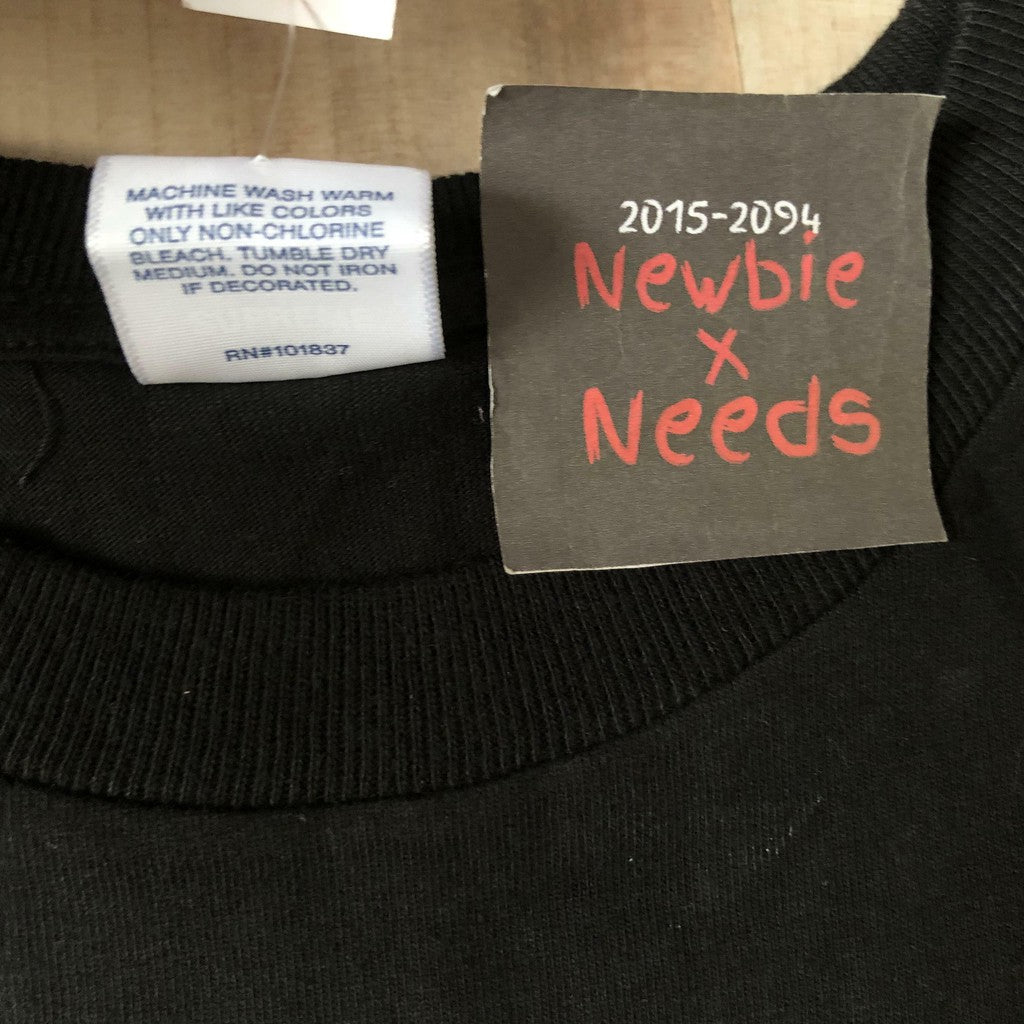 MACHINE WASH WARM
WITH LIKE COLORS
ONLY NON-CHLORINE
BLEACH. TUMBLE DRY
MEDIUM. DO NOT IRON
IF DECORATED.
RN#101837
2015-2094
Newbie
x
Needs